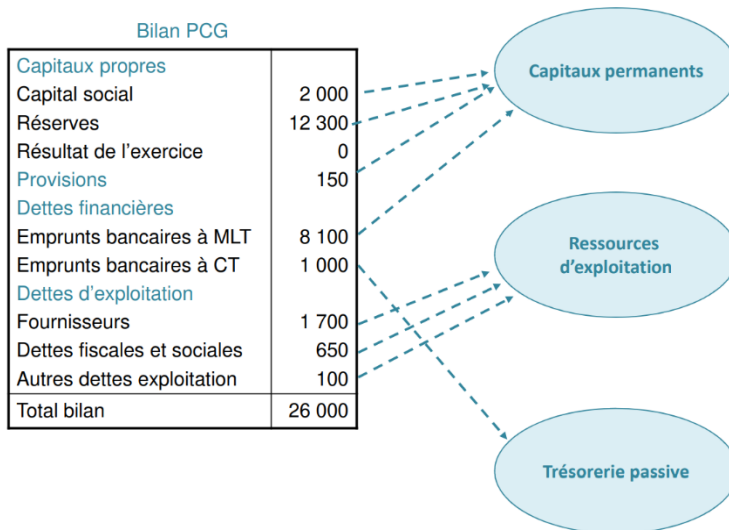 Bilan PCG
Capitaux propres
Capital social 2 000
Réserves 12 300
Résultat de l'exercice 0
Provisions 150
Dettes financières
Emprunts bancaires à MLT 8 100
Emprunts bancaires à CT 1 000
Dettes d'exploitation
Fournisseurs 1 700
Dettes fiscales et sociales 650
Autres dettes exploitation 100
Total bilan 26 000
Capitaux permanents
Ressources
d'exploitation
Trésorerie passive